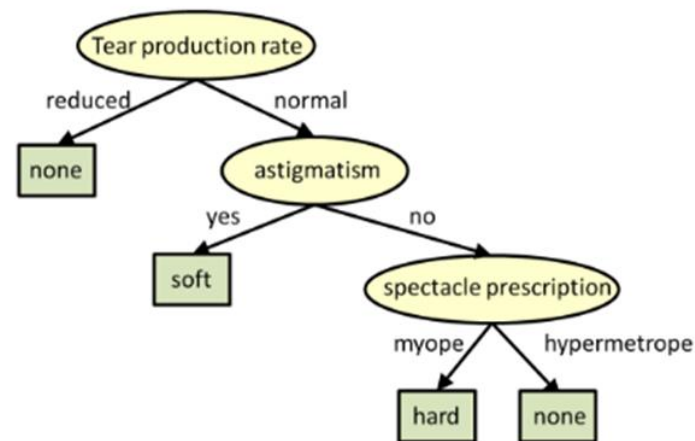 Tear production rate
reduced
normal
none
astigmatism
yes
no
soft
spectacle prescription
myope
hypermetrope
hard
none